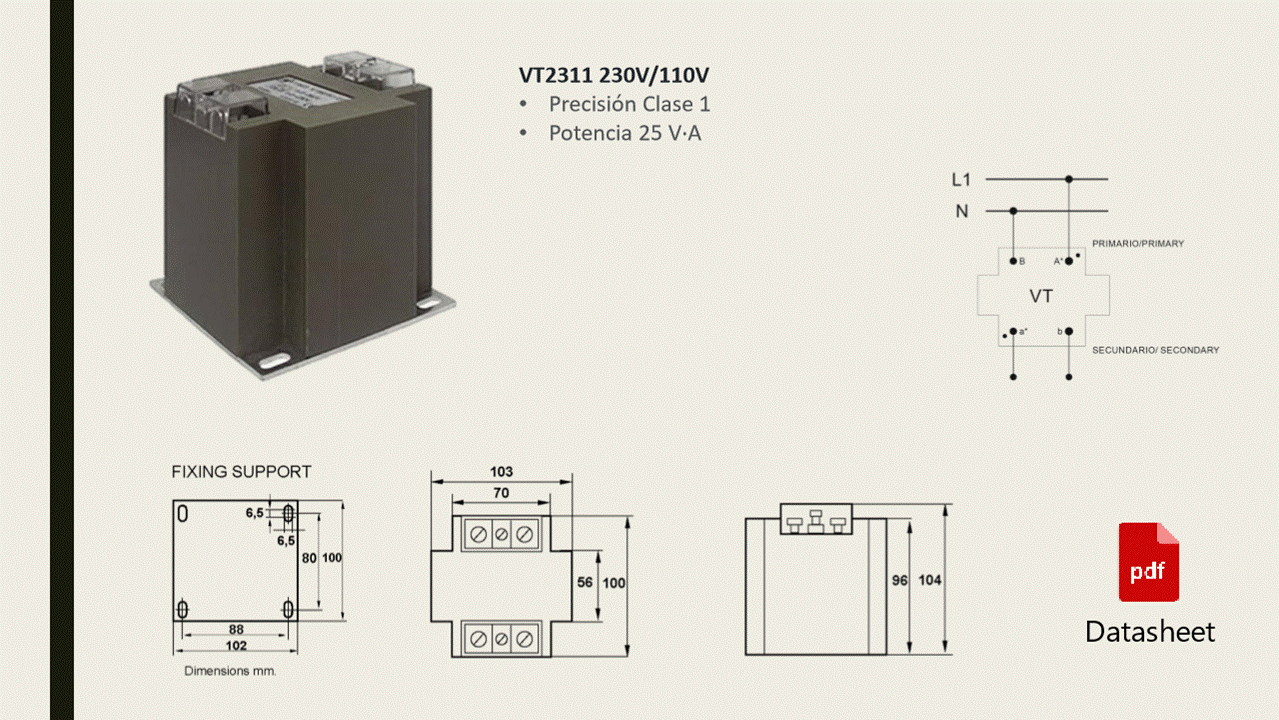 VT2311 230V/110V
• Precisión Clase 1
• Potencia 25 V·A
L1
N
PRIMARIO/PRIMARY
B
A*
VT
a*
b
SECUNDARIO/ SECONDARY
FIXING SUPPORT
6,5
6,5
80
100
88
102
Dimensions mm.
103
70
56
100
96
104
pdf
Datasheet